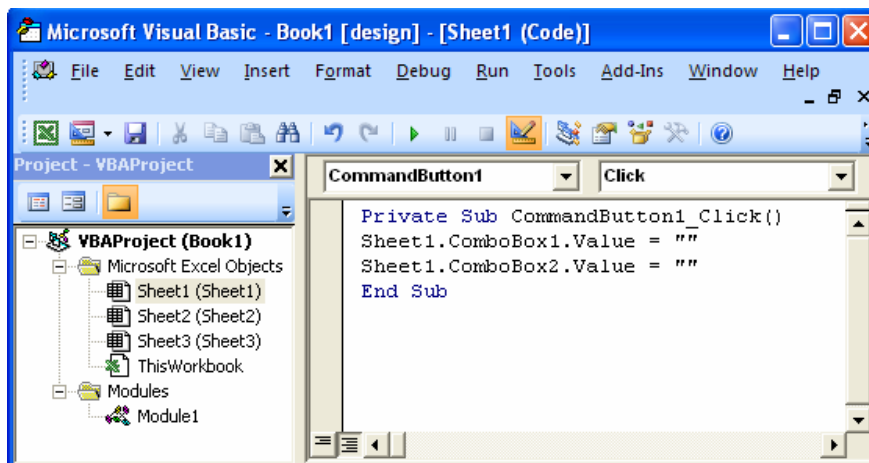 Microsoft Visual Basic - Book1 [design] - [Sheet1 (Code)]
File Edit View Insert Format Debug Run Tools Add-Ins Window Help
Project - VBAProject
CommandButton1
Click
VBAProject (Book1)
Microsoft Excel Objects
Sheet1 (Sheet1)
Sheet2 (Sheet2)
Sheet3 (Sheet3)
ThisWorkbook
Modules
Module1
Private Sub CommandButton1_Click()
Sheet1.ComboBox1.Value = ""
Sheet1.ComboBox2.Value = ""
End Sub